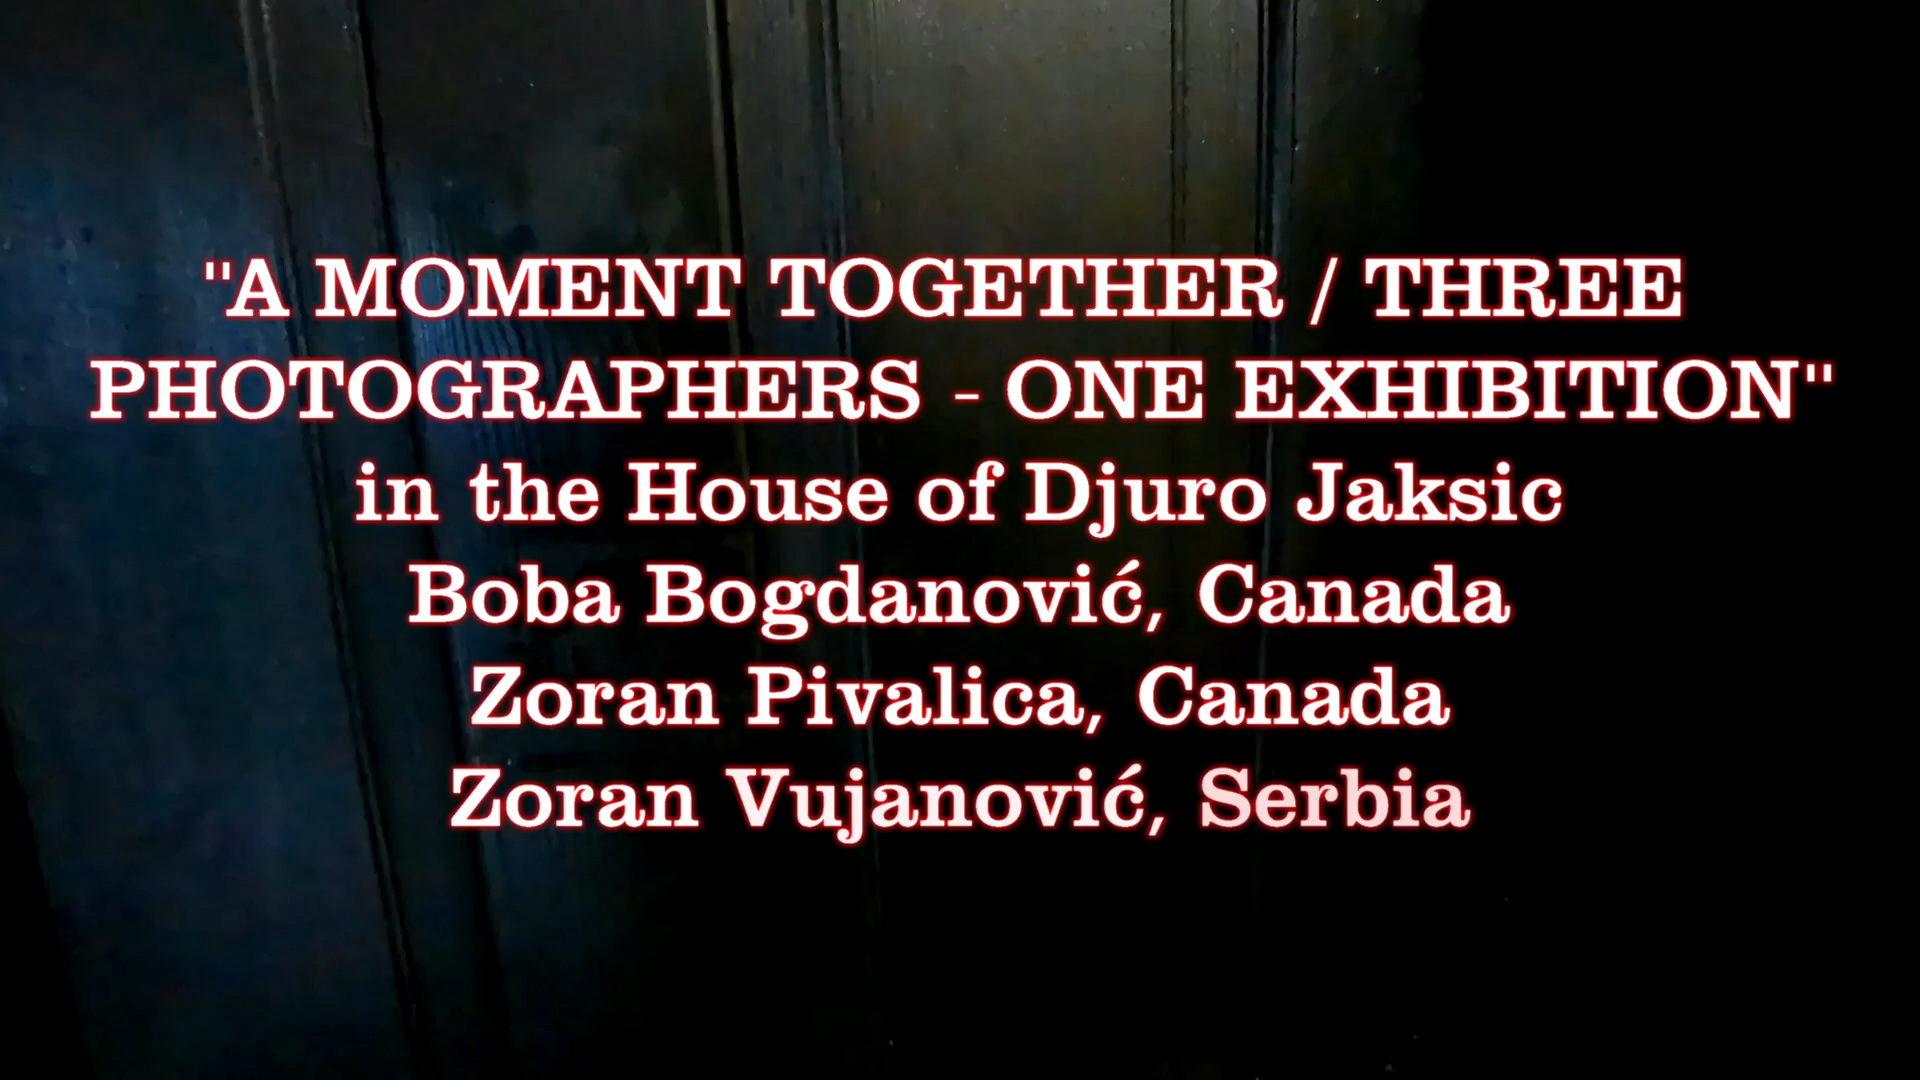 "A MOMENT TOGETHER / THREE
PHOTOGRAPHERS - ONE EXHIBITION"
in the House of Djuro Jaksic
Boba Bogdanović, Canada
Zoran Pivalica, Canada
Zoran Vujanović, Serbia